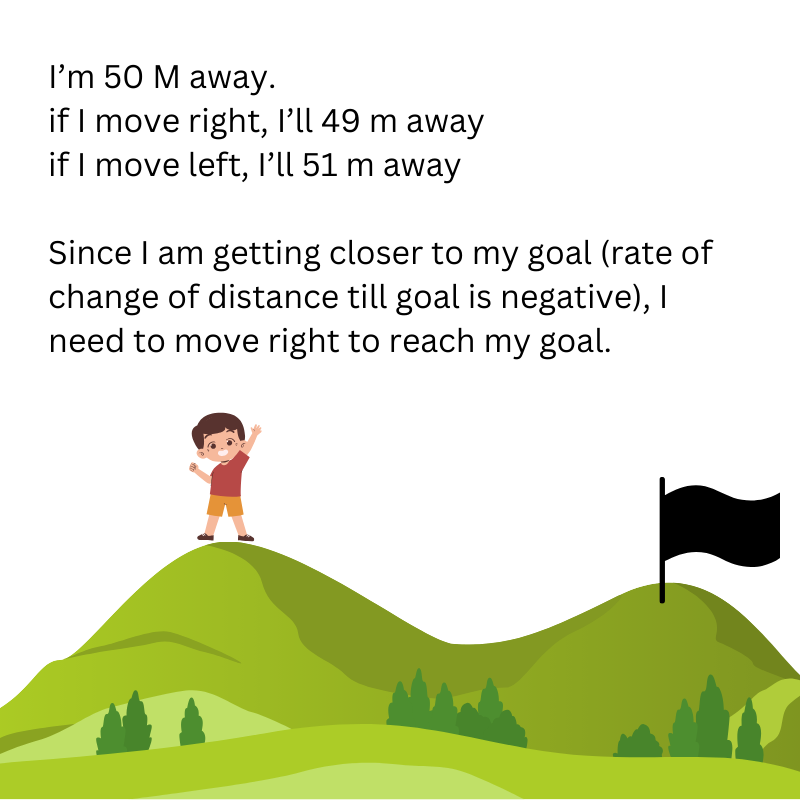 I’m 50 M away.
if I move right, I’ll 49 m away
if I move left, I’ll 51 m away
Since I am getting closer to my goal (rate of
change of distance till goal is negative), I
need to move right to reach my goal.